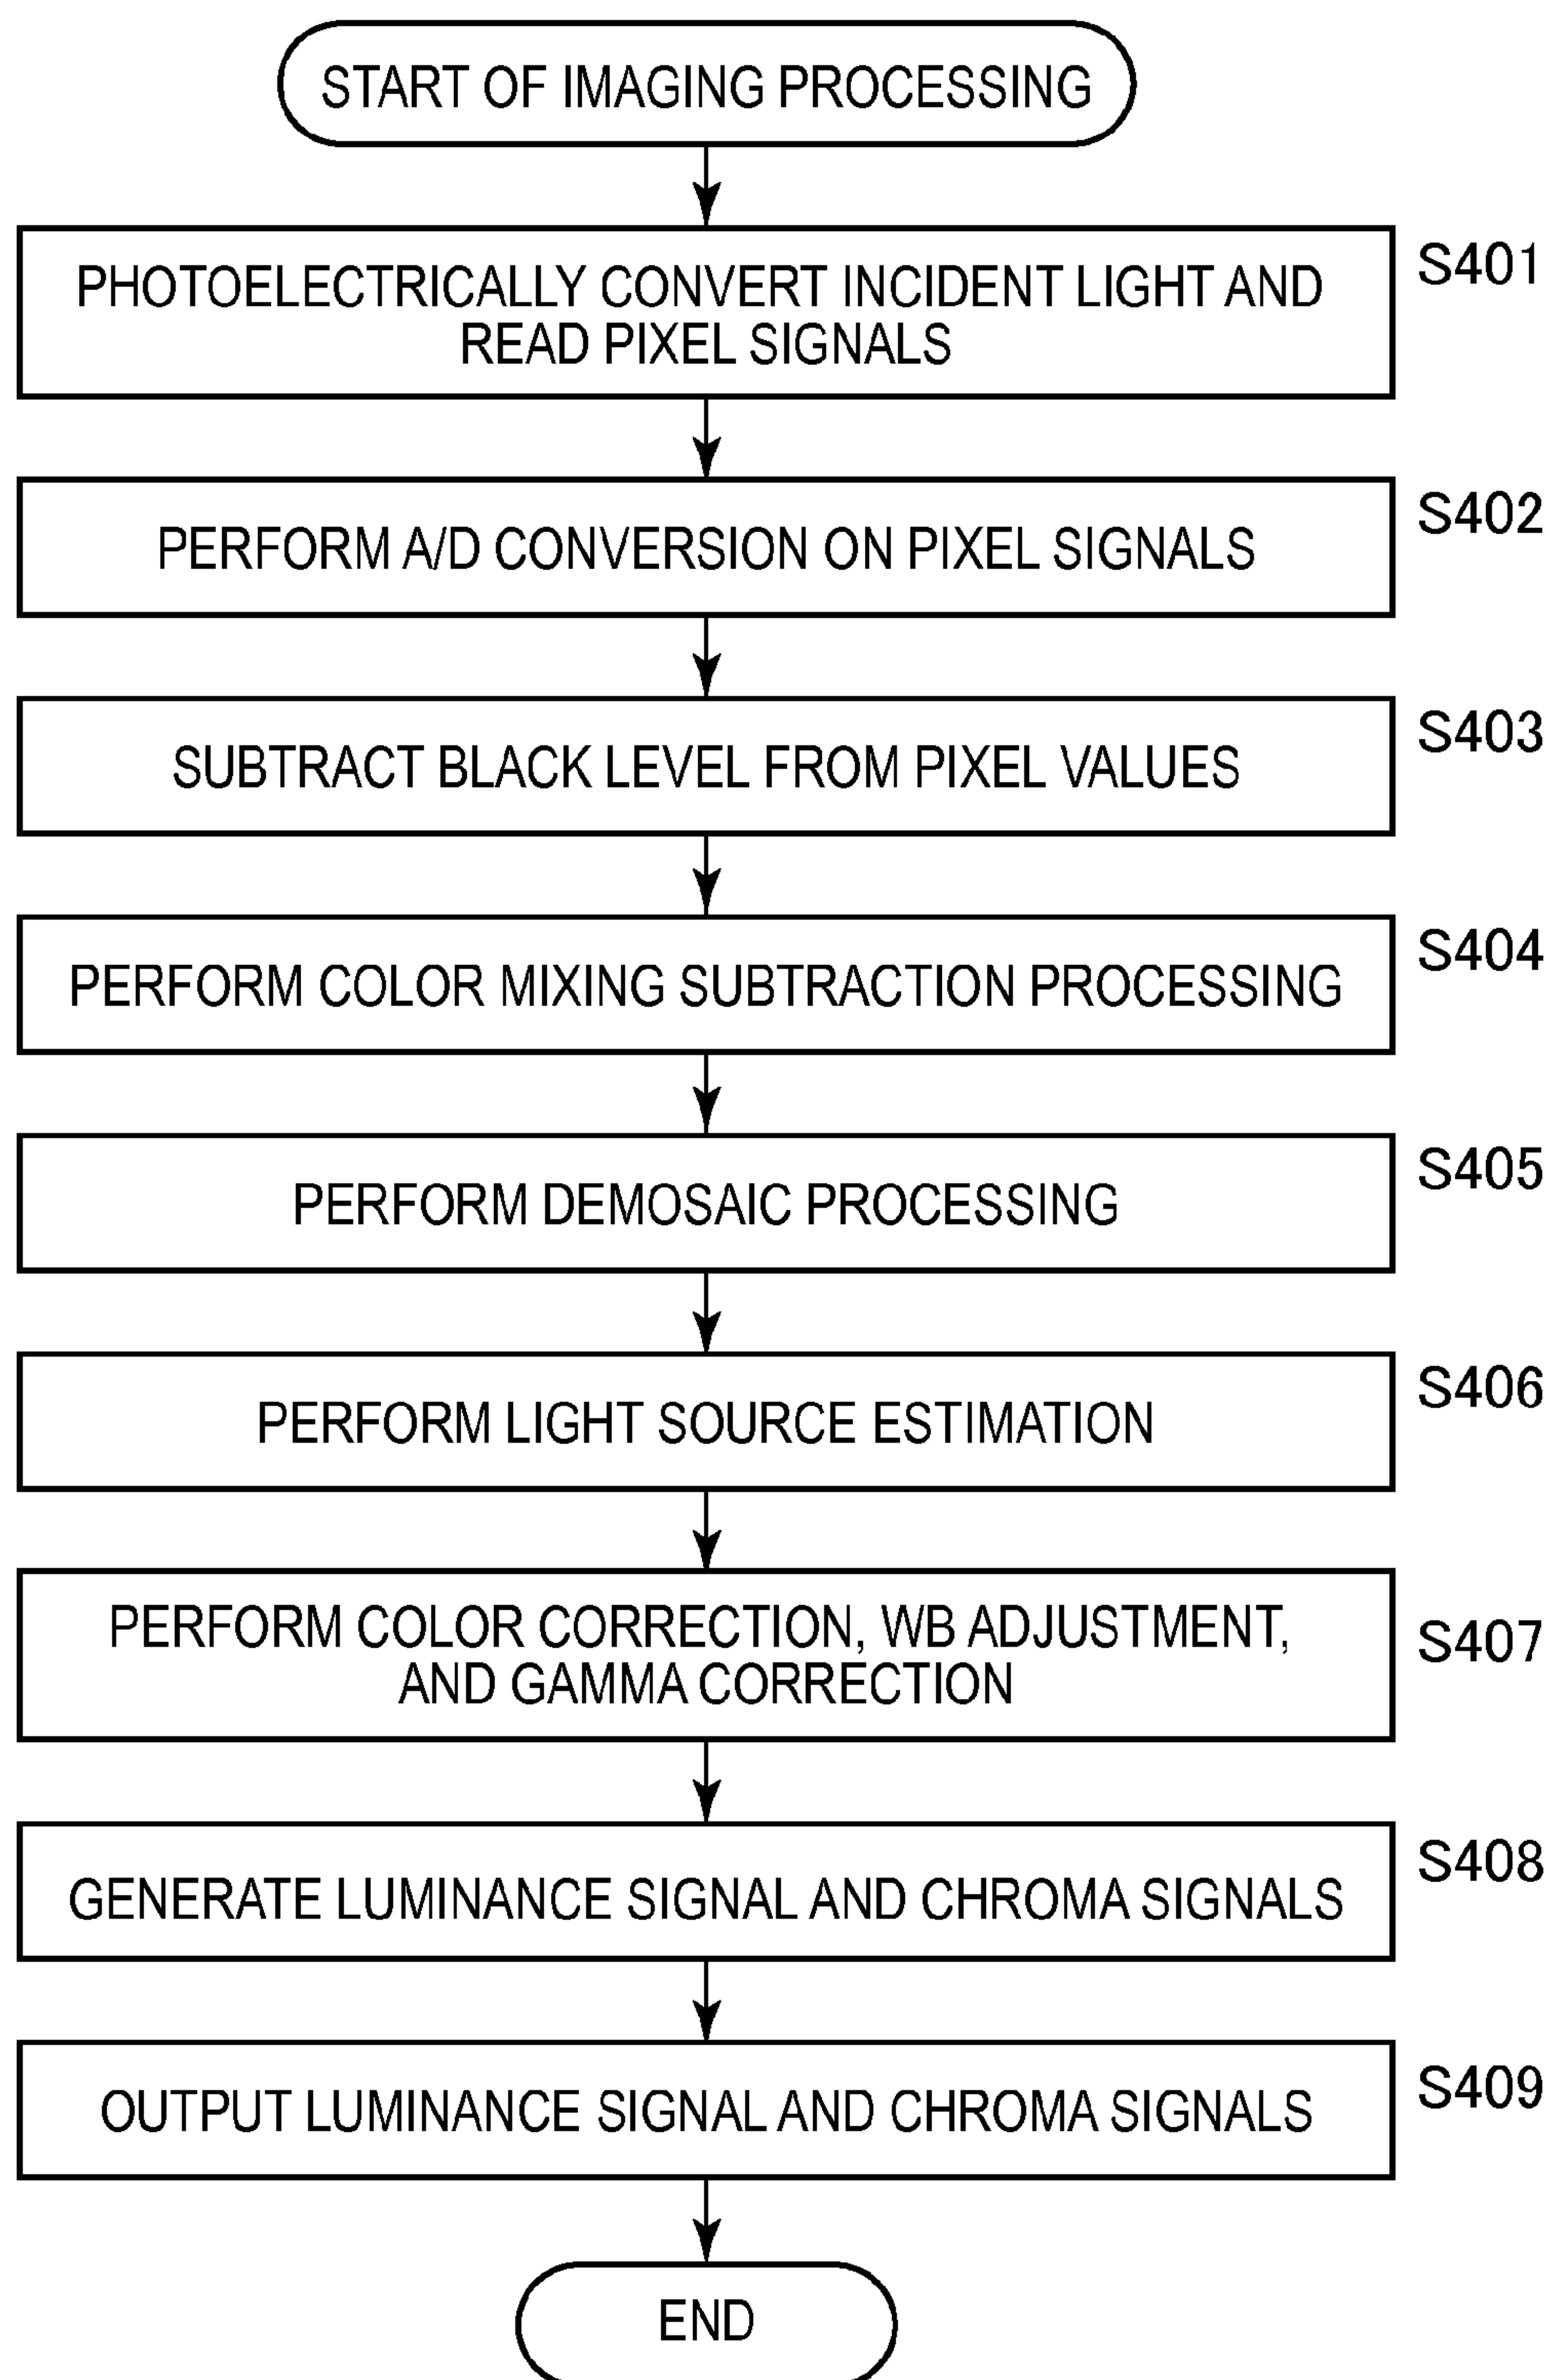 START OF IMAGING PROCESSING
PHOTOELECTRICALLY CONVERT INCIDENT LIGHT AND
READ PIXEL SIGNALS
S401
PERFORM A/D CONVERSION ON PIXEL SIGNALS
S402
SUBTRACT BLACK LEVEL FROM PIXEL VALUES
S403
PERFORM COLOR MIXING SUBTRACTION PROCESSING
S404
PERFORM DEMOSAIC PROCESSING
S405
PERFORM LIGHT SOURCE ESTIMATION
S406
PERFORM COLOR CORRECTION, WB ADJUSTMENT,
AND GAMMA CORRECTION
S407
GENERATE LUMINANCE SIGNAL AND CHROMA SIGNALS
S408
OUTPUT LUMINANCE SIGNAL AND CHROMA SIGNALS
S409
END